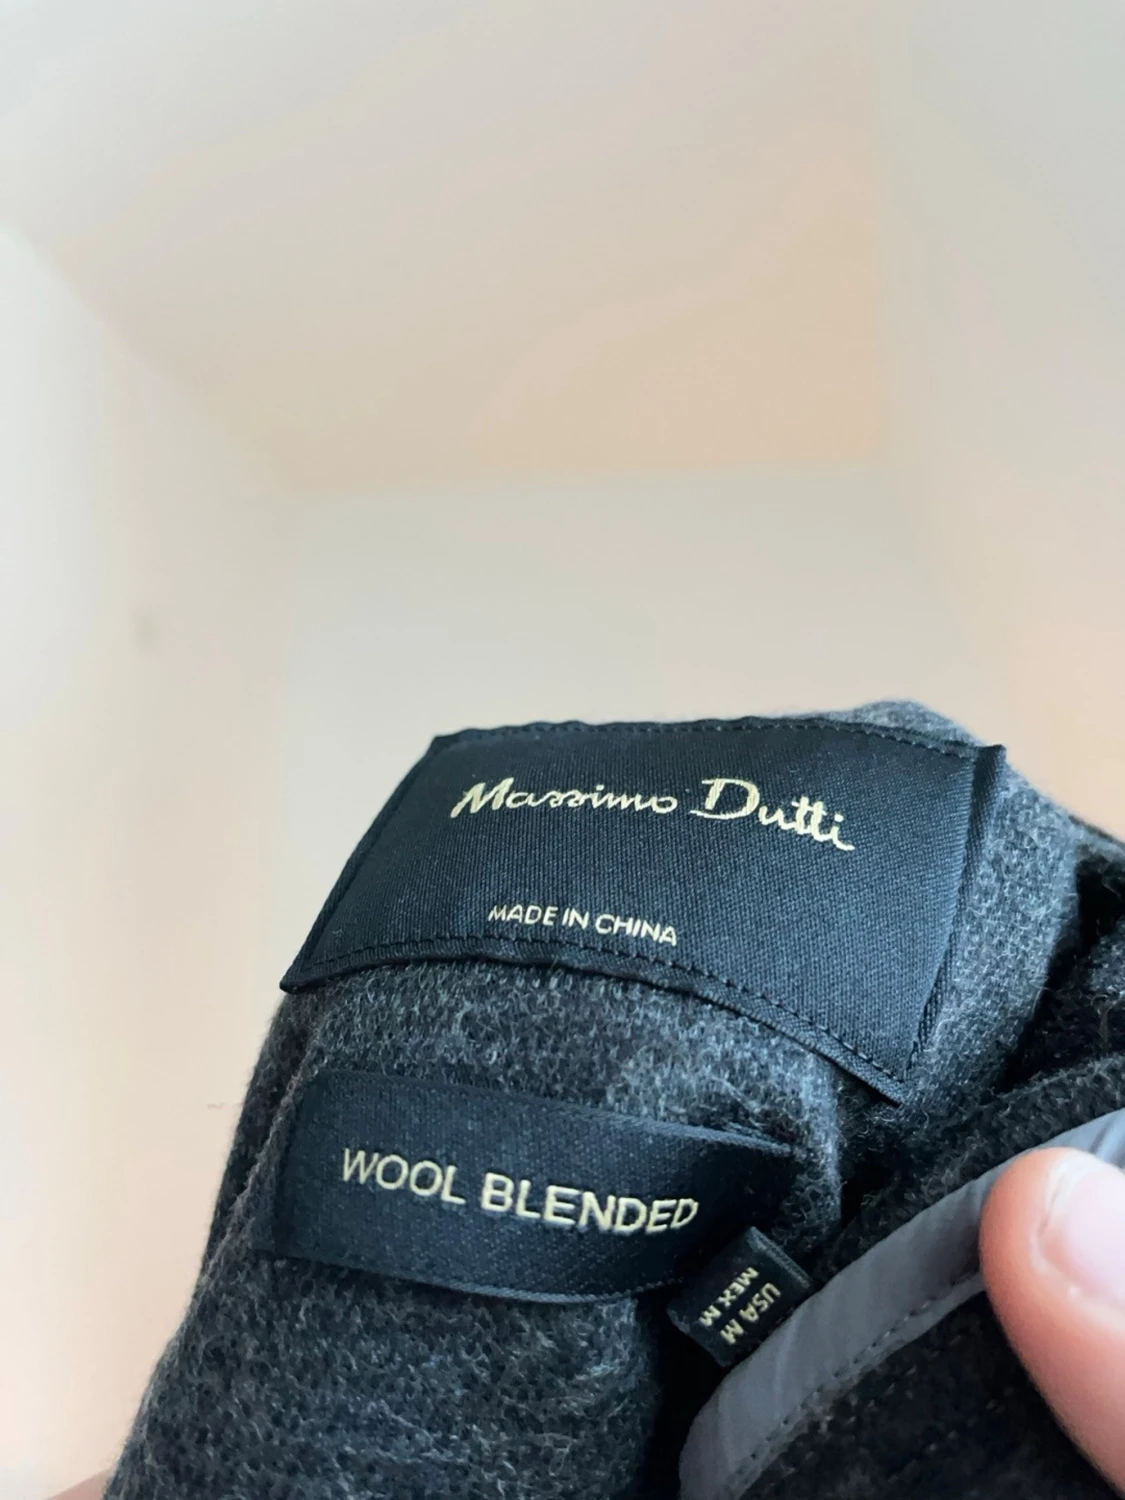 Massimo Dutti
MADE IN CHINA
WOOL BLENDED
USA M
MEX M